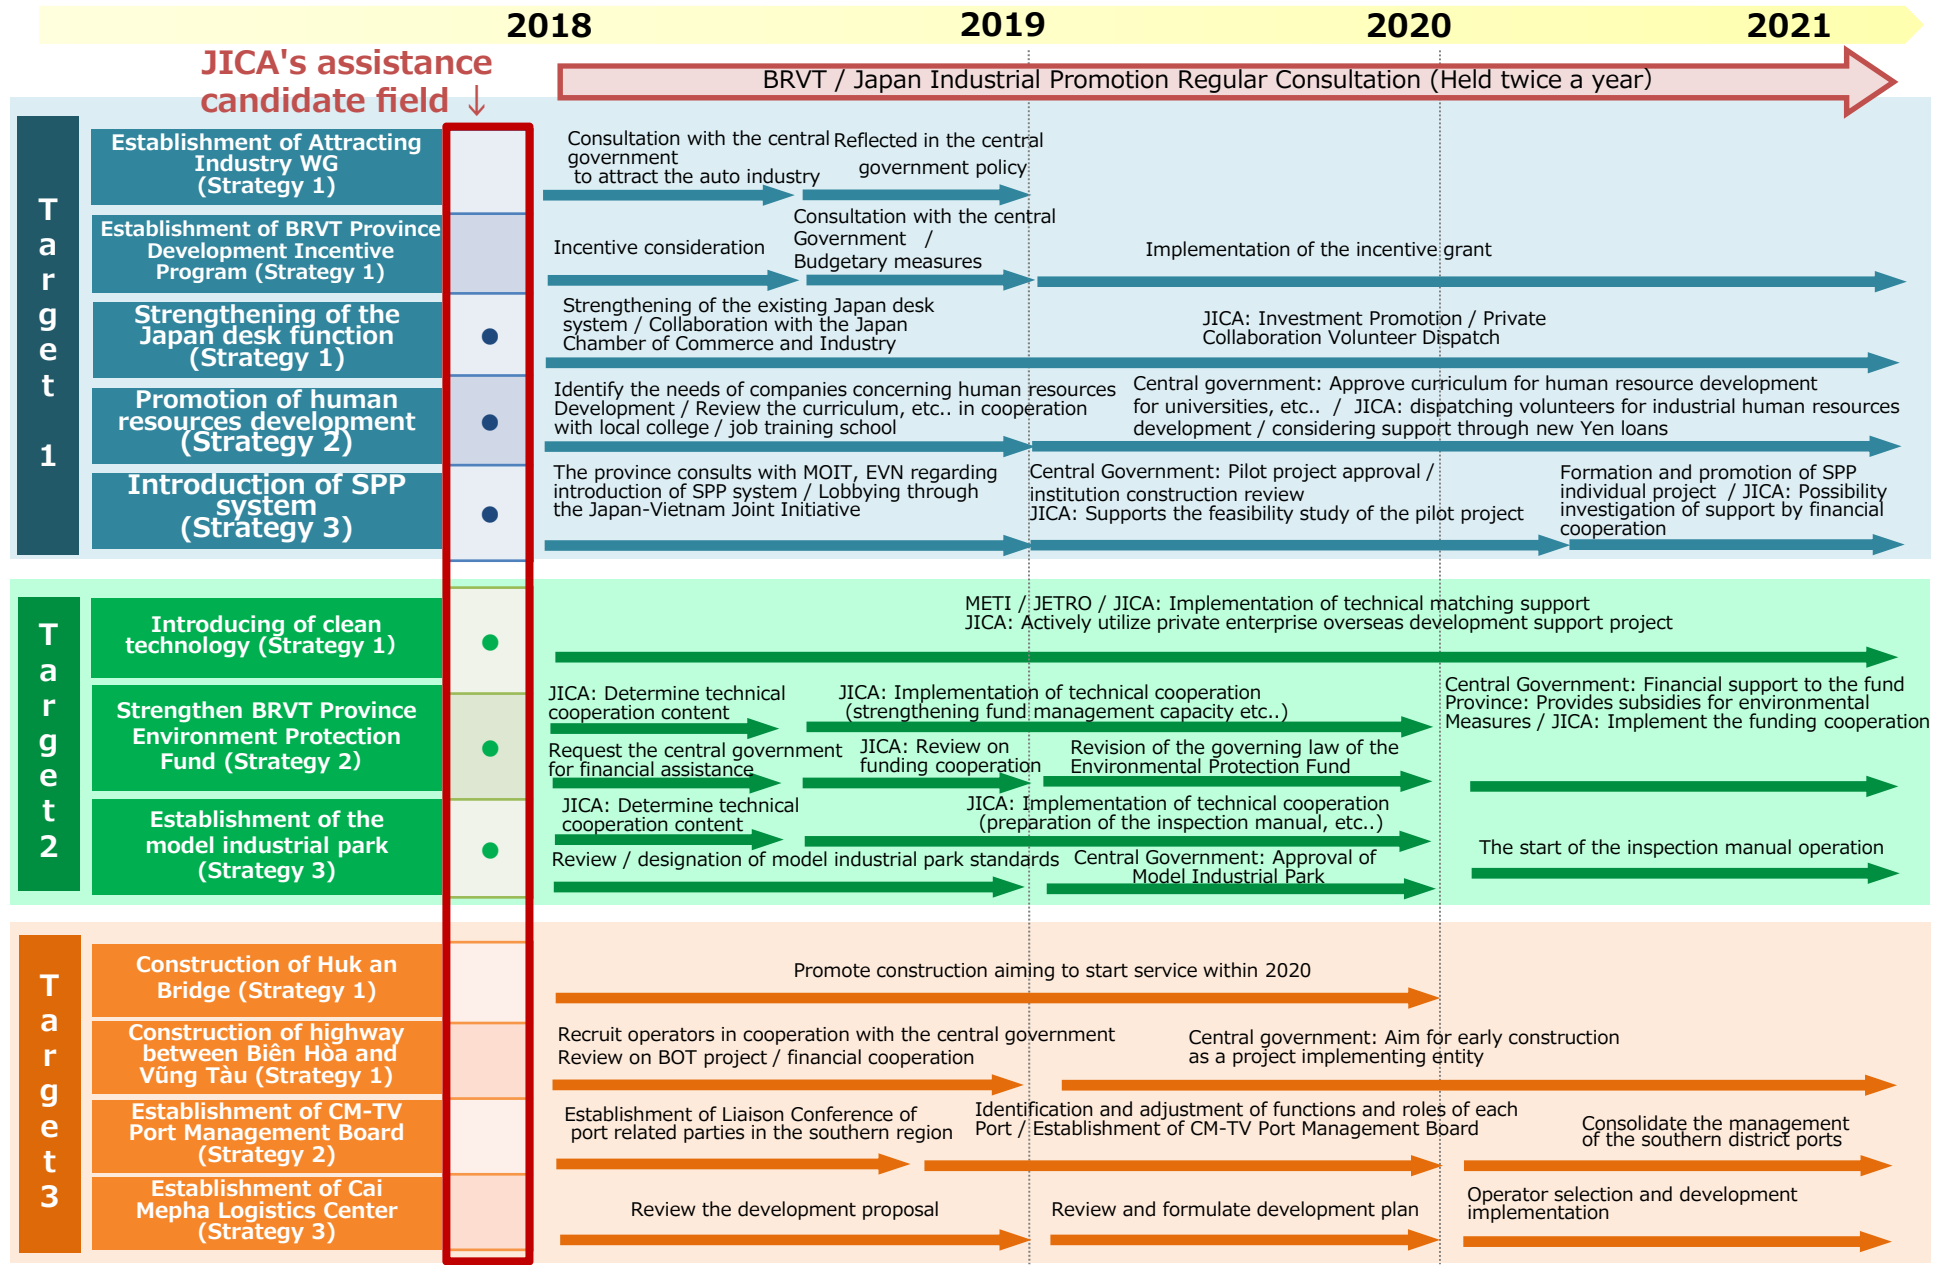 2018 2019 2020 2021
JICA's assistance
candidate field ↓
BRVT / Japan Industrial Promotion Regular Consultation (Held twice a year)
Target 1
Establishment of Attracting
Industry WG
(Strategy 1)
Consultation with the central
government
to attract the auto industry
Reflected in the central
government policy
Establishment of BRVT Province
Development Incentive
Program (Strategy 1)
Incentive consideration
Consultation with the central
Government /
Budgetary measures
Implementation of the incentive grant
Strengthening of the
Japan desk function
(Strategy 1)
●
Strengthening of the existing Japan desk
system / Collaboration with the Japan
Chamber of Commerce and Industry
JICA: Investment Promotion / Private
Collaboration Volunteer Dispatch
Promotion of human
resources development
(Strategy 2)
●
Identify the needs of companies concerning human resources
Development / Review the curriculum, etc.. in cooperation
with local college / job training school
Central government: Approve curriculum for human resource development
for universities, etc.. / JICA: dispatching volunteers for industrial human resources
development / considering support through new Yen loans
Introduction of SPP
system
(Strategy 3)
●
The province consults with MOIT, EVN regarding
introduction of SPP system / Lobbying through
the Japan-Vietnam Joint Initiative
Central Government: Pilot project approval /
institution construction review
JICA: Supports the feasibility study of the pilot project
Formation and promotion of SPP
individual project / JICA: Possibility
investigation of support by financial
cooperation
Target2
Introducing of clean
technology (Strategy 1)
●
METI / JETRO / JICA: Implementation of technical matching support
JICA: Actively utilize private enterprise overseas development support project
Strengthen BRVT Province
Environment Protection
Fund (Strategy 2)
●
JICA: Determine technical
cooperation content
JICA: Implementation of technical cooperation
(strengthening fund management capacity etc..)
Central Government: Financial support to the fund
Province: Provides subsidies for environmental
Measures / JICA: Implement the funding cooperation
Request the central government
for financial assistance
JICA: Review on
funding cooperation
Revision of the governing law of the
Environmental Protection Fund
Establishment of the
model industrial park
(Strategy 3)
●
JICA: Determine technical
cooperation content
JICA: Implementation of technical cooperation
(preparation of the inspection manual, etc..)
Review / designation of model industrial park standards
Central Government: Approval of
Model Industrial Park
The start of the inspection manual operation
Target3
Construction of Huk an
Bridge (Strategy 1)
Promote construction aiming to start service within 2020
Construction of highway
between Biên Hòa and
Vũng Tàu (Strategy 1)
Recruit operators in cooperation with the central government
Review on BOT project / financial cooperation
Central government: Aim for early construction
as a project implementing entity
Establishment of CM-TV
Port Management Board
(Strategy 2)
Establishment of Liaison Conference of
port related parties in the southern region
Identification and adjustment of functions and roles of each
Port / Establishment of CM-TV Port Management Board
Consolidate the management
of the southern district ports
Establishment of Cai
Mepha Logistics Center
(Strategy 3)
Review the development proposal
Review and formulate development plan
Operator selection and development
implementation